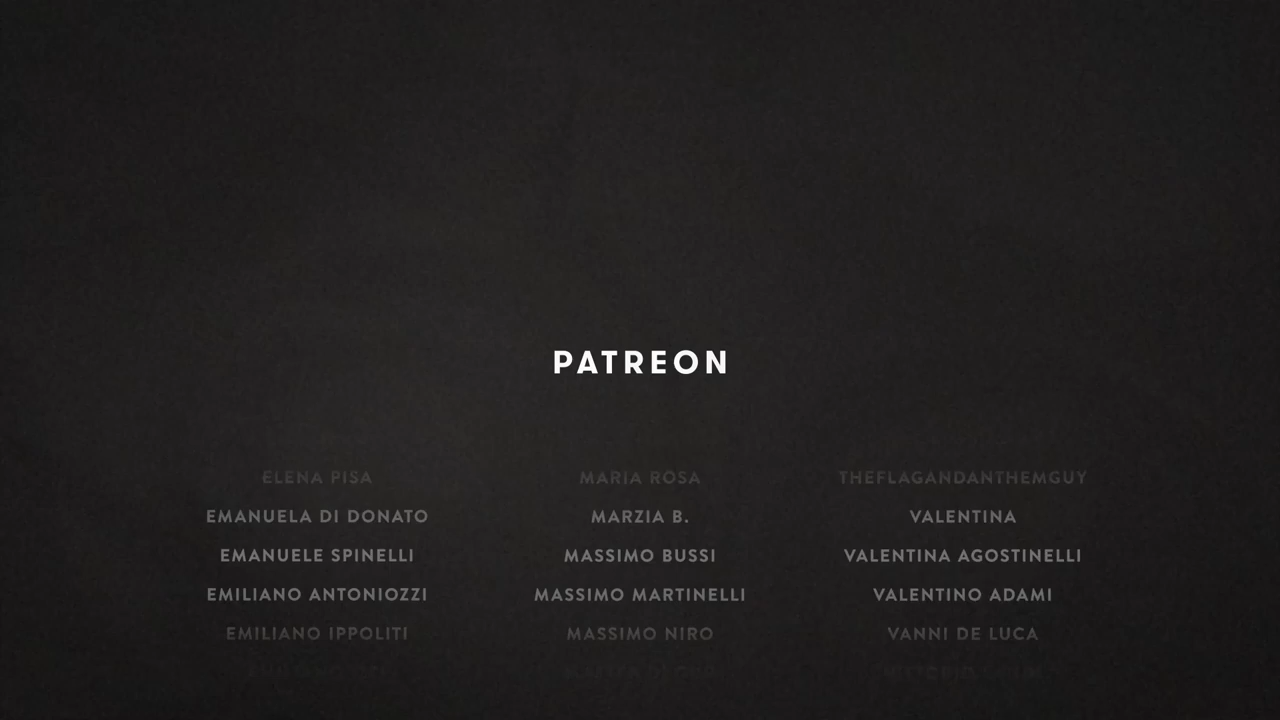 PATREON
ELENA PISA MARIA ROSA THEFLAGANDANTHEMGUY
EMANUELA DI DONATO MARZIA B. VALENTINA
EMANUELE SPINELLI MASSIMO BUSSI VALENTINA AGOSTINELLI
EMILIANO ANTONIOZZI MASSIMO MARTINELLI VALENTINO ADAMI
EMILIANO IPPOLITI MASSIMO NIRO VANNI DE LUCA